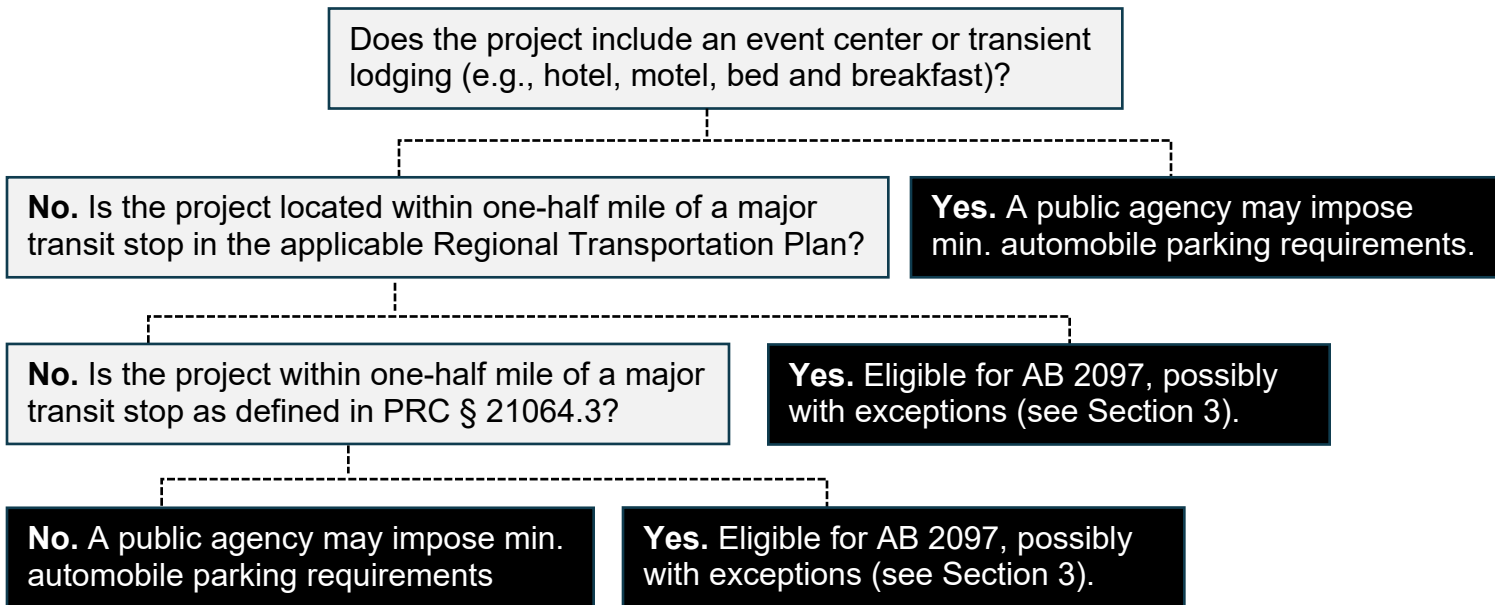 Does the project include an event center or transient
lodging (e.g., hotel, motel, bed and breakfast)?
No. Is the project located within one-half mile of a major
transit stop in the applicable Regional Transportation Plan?
Yes. A public agency may impose
min. automobile parking requirements.
No. Is the project within one-half mile of a major
transit stop as defined in PRC § 21064.3?
Yes. Eligible for AB 2097, possibly
with exceptions (see Section 3).
No. A public agency may impose min.
automobile parking requirements
Yes. Eligible for AB 2097, possibly
with exceptions (see Section 3).